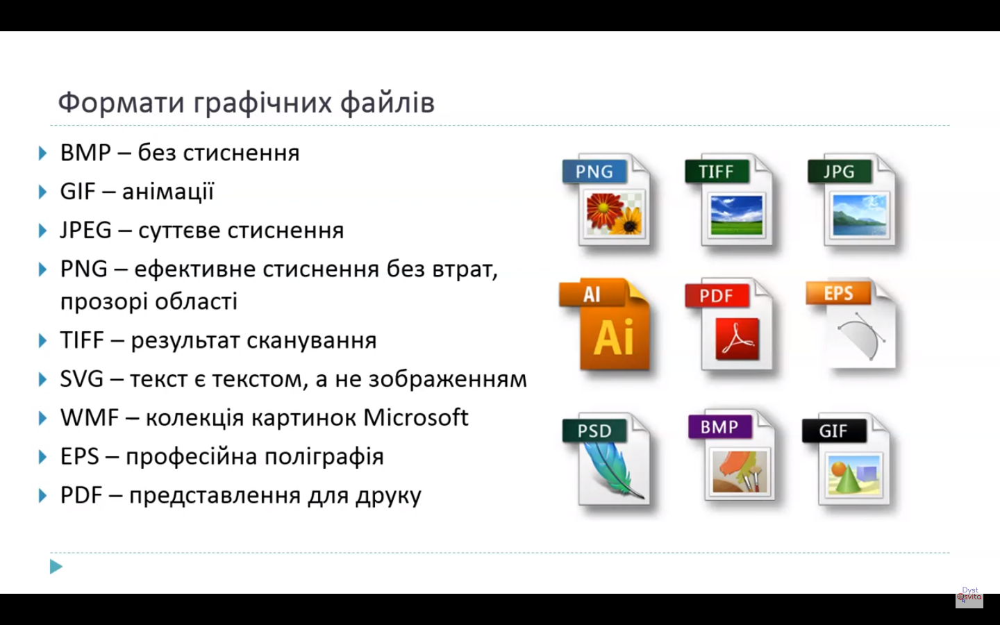 Формати графічних файлів
BMP – без стиснення
GIF – анімації
JPEG – суттєве стиснення
PNG – ефективне стиснення без втрат,
прозорі області
TIFF – результат сканування
SVG – текст є текстом, а не зображенням
WMF – колекція картинок Microsoft
EPS – професійна поліграфія
PDF – представлення для друку
PNG
TIFF
JPG
AI
Ai
PDF
EPS
PSD
BMP
GIF
Dyst
svita